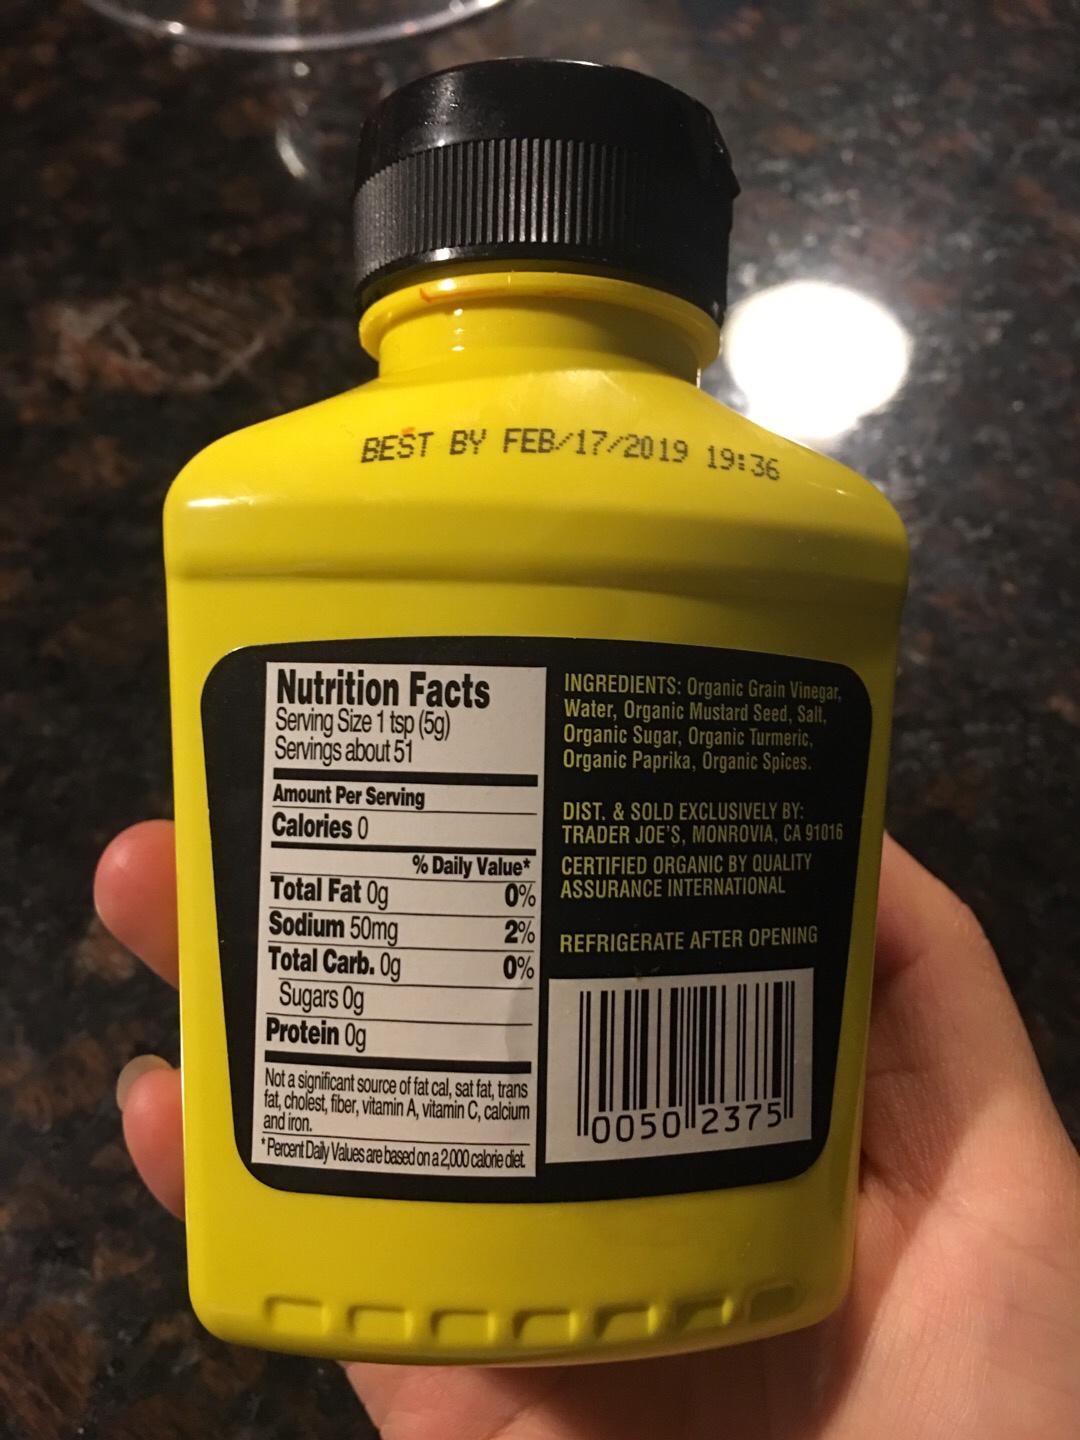 BEST BY FEB/17/2019 19:36
Nutrition Facts
Serving Size 1 tsp (5g)
Servings about 51
Amount Per Serving
Calories 0
% Daily Value*
Total Fat 0g 0%
Sodium 50mg 2%
Total Carb. 0g 0%
Sugars 0g
Protein 0g
Not a significant source of fat cal, sat fat, trans
fat, cholest, fiber, vitamin A, vitamin C, calcium
and iron.
*Percent Daily Values are based on a 2,000 calorie diet.
INGREDIENTS: Organic Grain Vinegar,
Water, Organic Mustard Seed, Salt,
Organic Sugar, Organic Turmeric,
Organic Paprika, Organic Spices.
DIST. & SOLD EXCLUSIVELY BY:
TRADER JOE'S, MONROVIA, CA 91016
CERTIFIED ORGANIC BY QUALITY
ASSURANCE INTERNATIONAL
REFRIGERATE AFTER OPENING
0050 2375